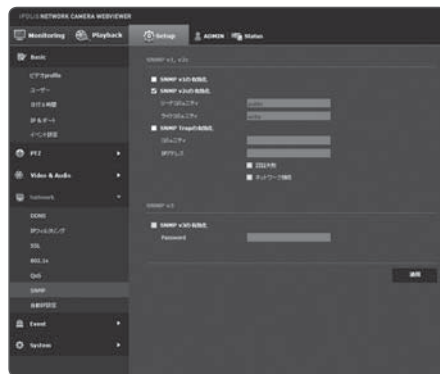 iPOLIS NETWORK CAMERA WEBVIEWER
Monitoring
Playback
Setup
ADMIN
Status
Basic
ビデオprofile
ユーザー
日付 & 時間
IP & ポート
イベント設定
PTZ
Video & Audio
Network
DDNS
IPフィルタリング
SSL
802.1x
QoS
SNMP
自動IP設定
Event
System
SNMP v1, v2c
SNMP v1の有効化
SNMP v2cの有効化
リードコミュニティ
public
ライトコミュニティ
write
SNMP Trapの有効化
コミュニティ
IPアドレス
認証失敗
ネットワーク接続
SNMP v3
SNMP v3の有効化
Password
適用